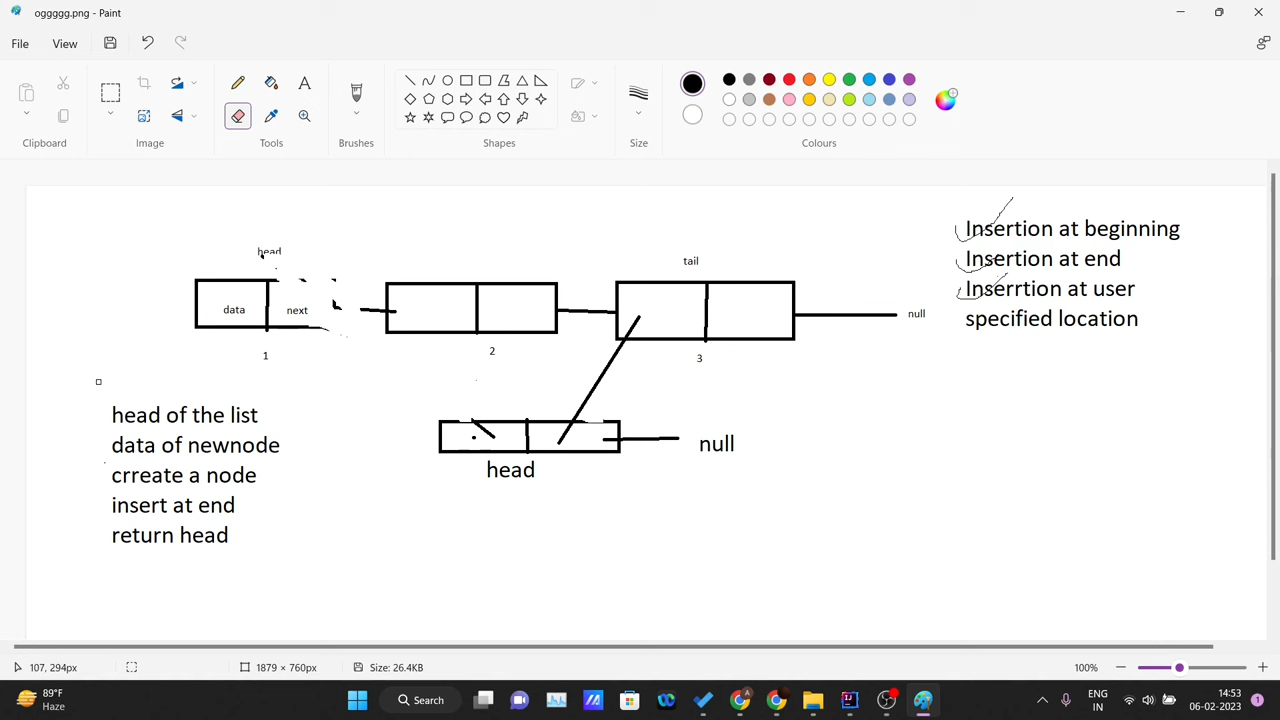 oggggg.png - Paint
File View
Clipboard Image Tools Brushes Shapes Size Colours
head
tail
data next
null
1
2
3
Insertion at beginning
Insertion at end
Inserrtion at user
specified location
head of the list
data of newnode
crreate a node
insert at end
return head
null
head
107, 294px 1879 × 760px Size: 26.4KB 100%
89°F
Haze
Search
ENG
IN
14:53
06-02-2023
1